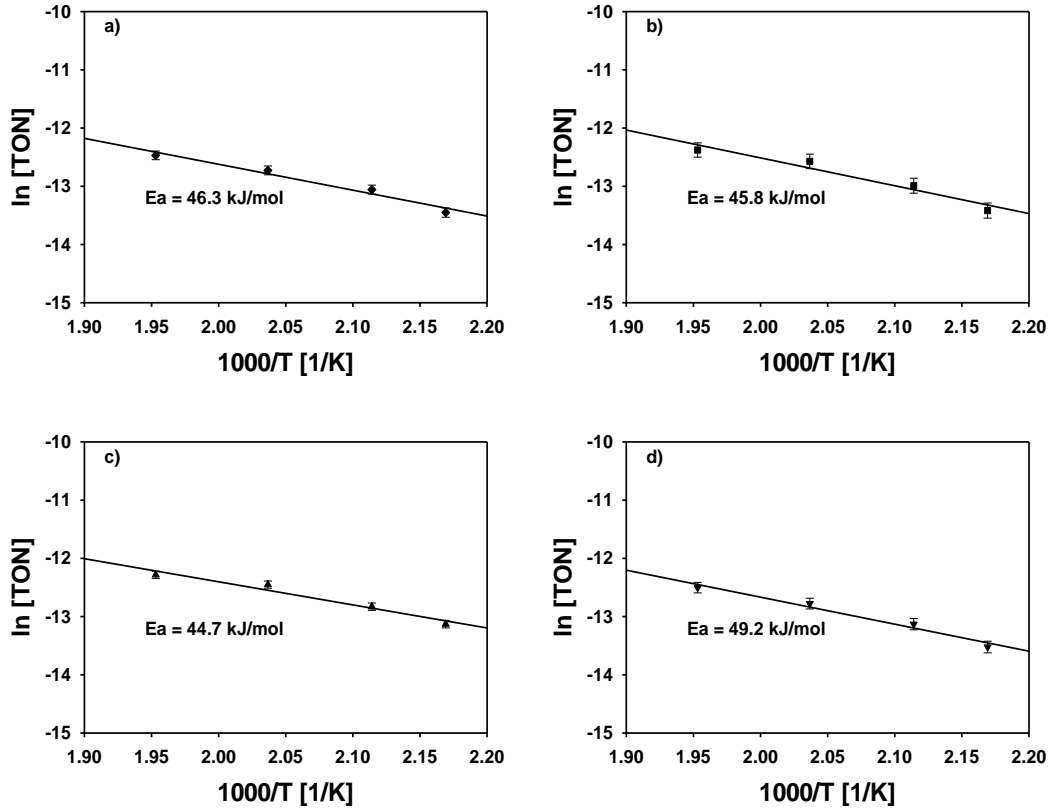 a)
-10
-11
-12
-13
-14
-15
ln [TON]
Ea = 46.3 kJ/mol
1.90 1.95 2.00 2.05 2.10 2.15 2.20
1000/T [1/K]
b)
-10
-11
-12
-13
-14
-15
ln [TON]
Ea = 45.8 kJ/mol
1.90 1.95 2.00 2.05 2.10 2.15 2.20
1000/T [1/K]
c)
-10
-11
-12
-13
-14
-15
ln [TON]
Ea = 44.7 kJ/mol
1.90 1.95 2.00 2.05 2.10 2.15 2.20
1000/T [1/K]
d)
-10
-11
-12
-13
-14
-15
ln [TON]
Ea = 49.2 kJ/mol
1.90 1.95 2.00 2.05 2.10 2.15 2.20
1000/T [1/K]